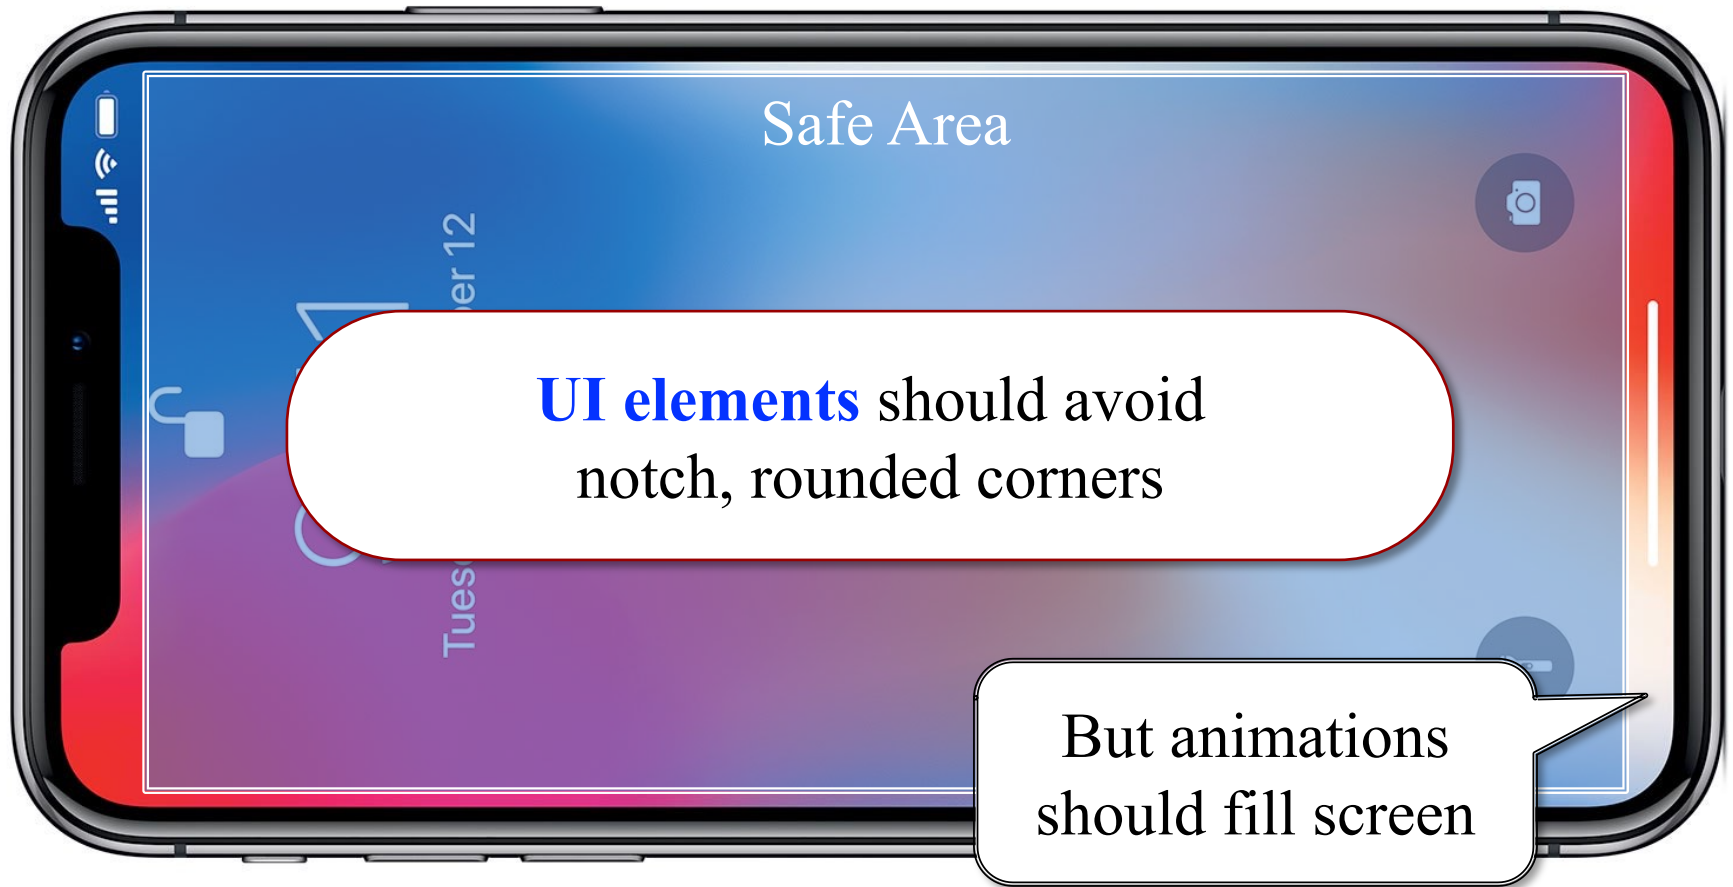 Safe Area
UI elements should avoid
notch, rounded corners
But animations
should fill screen